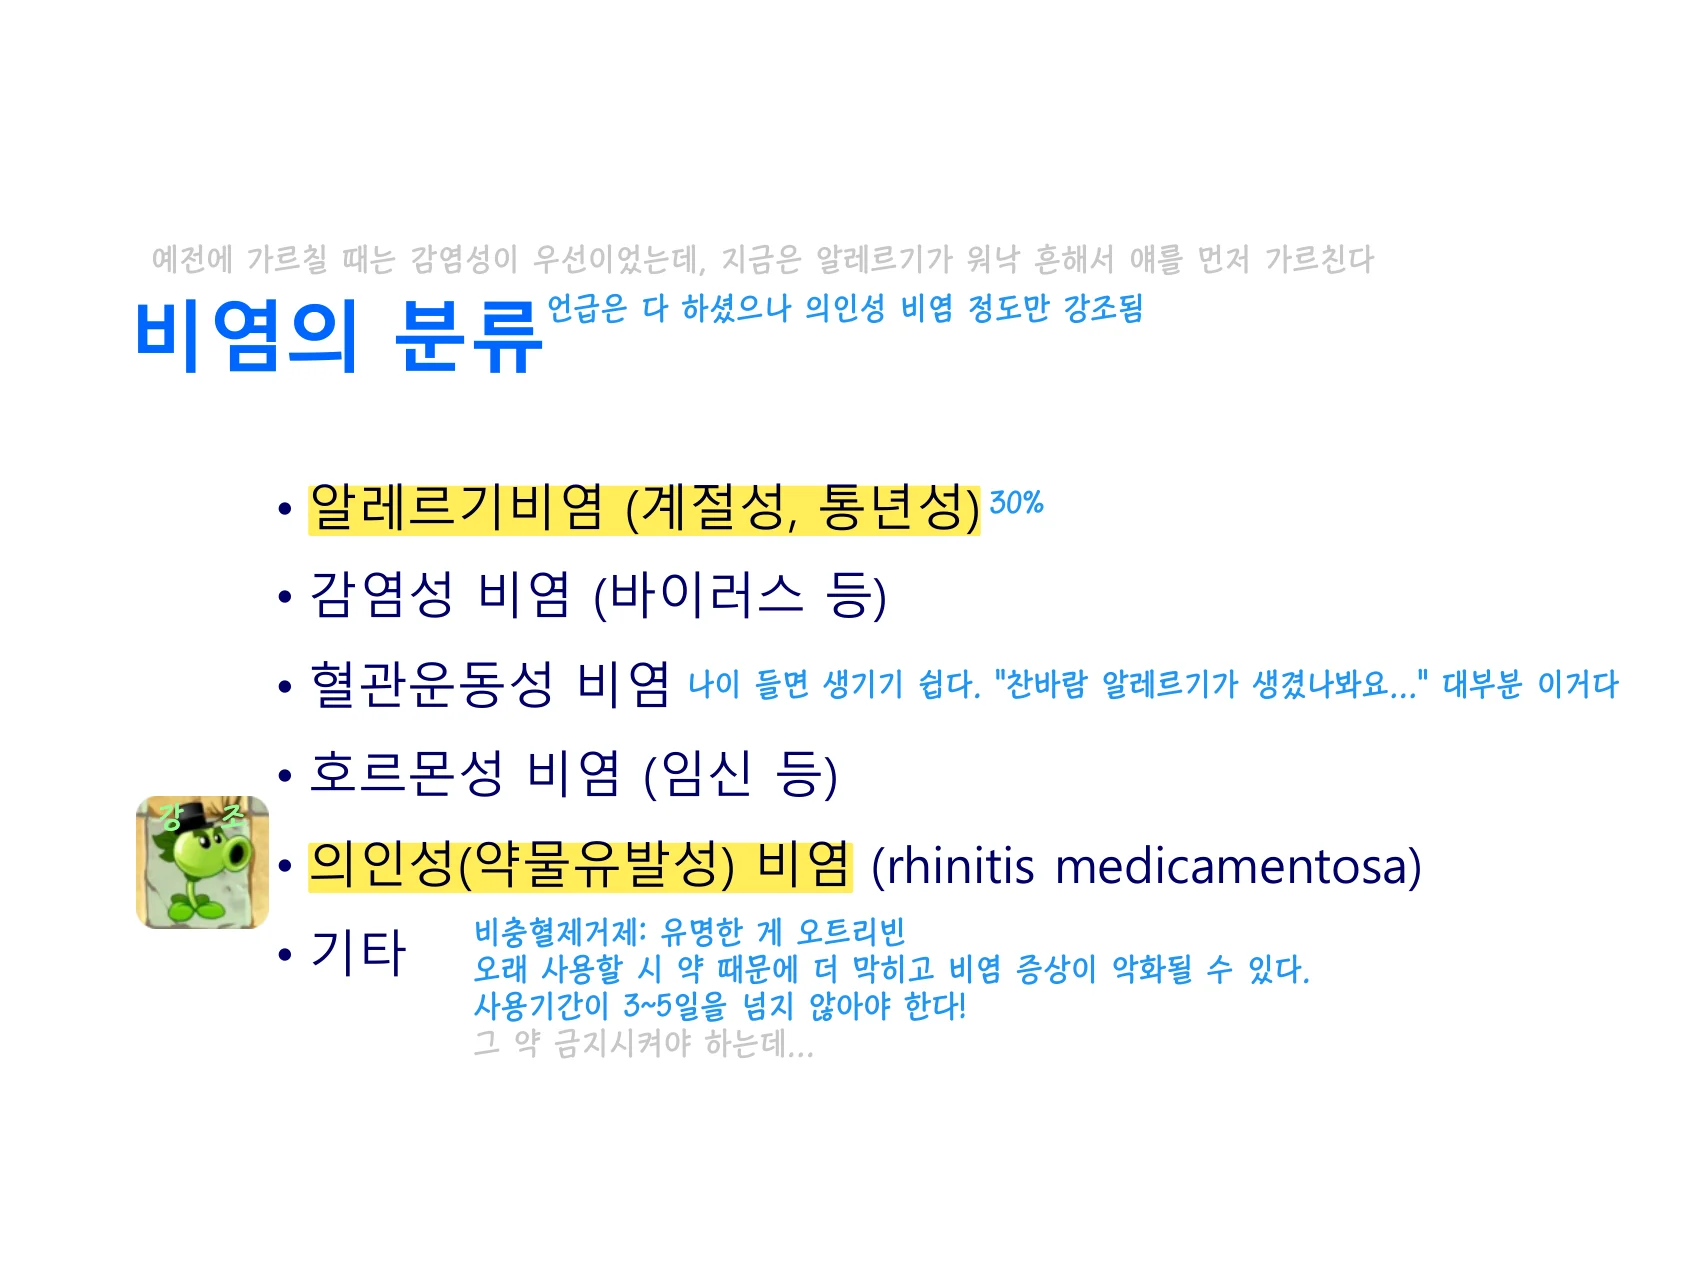 예전에 가르칠 때는 감염성이 우선이었는데, 지금은 알레르기가 워낙 흔해서 얘를 먼저 가르친다
비염의 분류 언급은 다 하셨으나 의인성 비염 정도만 강조됨
• 알레르기비염 (계절성, 통년성) 30%
• 감염성 비염 (바이러스 등)
• 혈관운동성 비염 나이 들면 생기기 쉽다. "찬바람 알레르기가 생겼나봐요..." 대부분 이거다
• 호르몬성 비염 (임신 등)
강 조
• 의인성(약물유발성) 비염 (rhinitis medicamentosa)
• 기타
비충혈제거제: 유명한 게 오트리빈
오래 사용할 시 약 때문에 더 막히고 비염 증상이 악화될 수 있다.
사용기간이 3~5일을 넘지 않아야 한다!
그 약 금지시켜야 하는데...